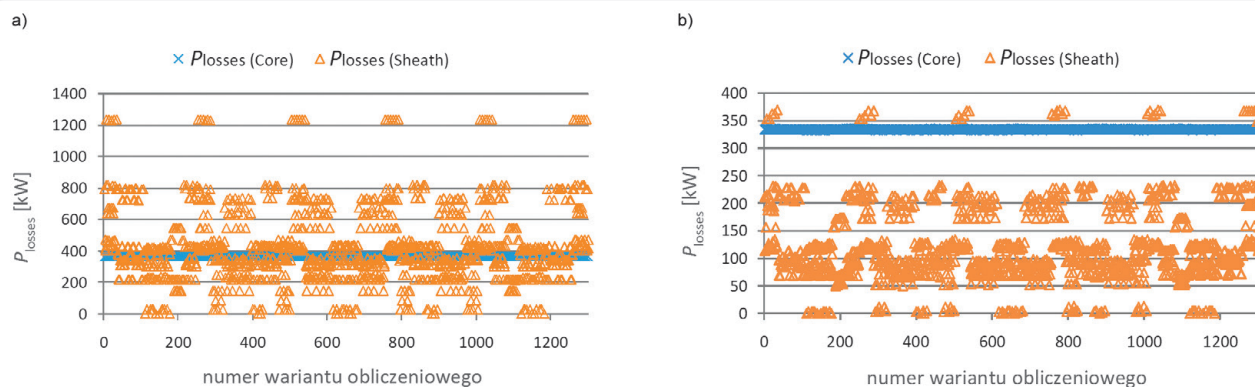 a)
× Plosses (Core) △ Plosses (Sheath)
Plosses [kW]
1400
1200
1000
800
600
400
200
0
0 200 400 600 800 1000 1200
numer wariantu obliczeniowego
b)
× Plosses (Core) △ Plosses (Sheath)
Plosses [kW]
400
350
300
250
200
150
100
50
0
0 200 400 600 800 1000 1200
numer wariantu obliczeniowego